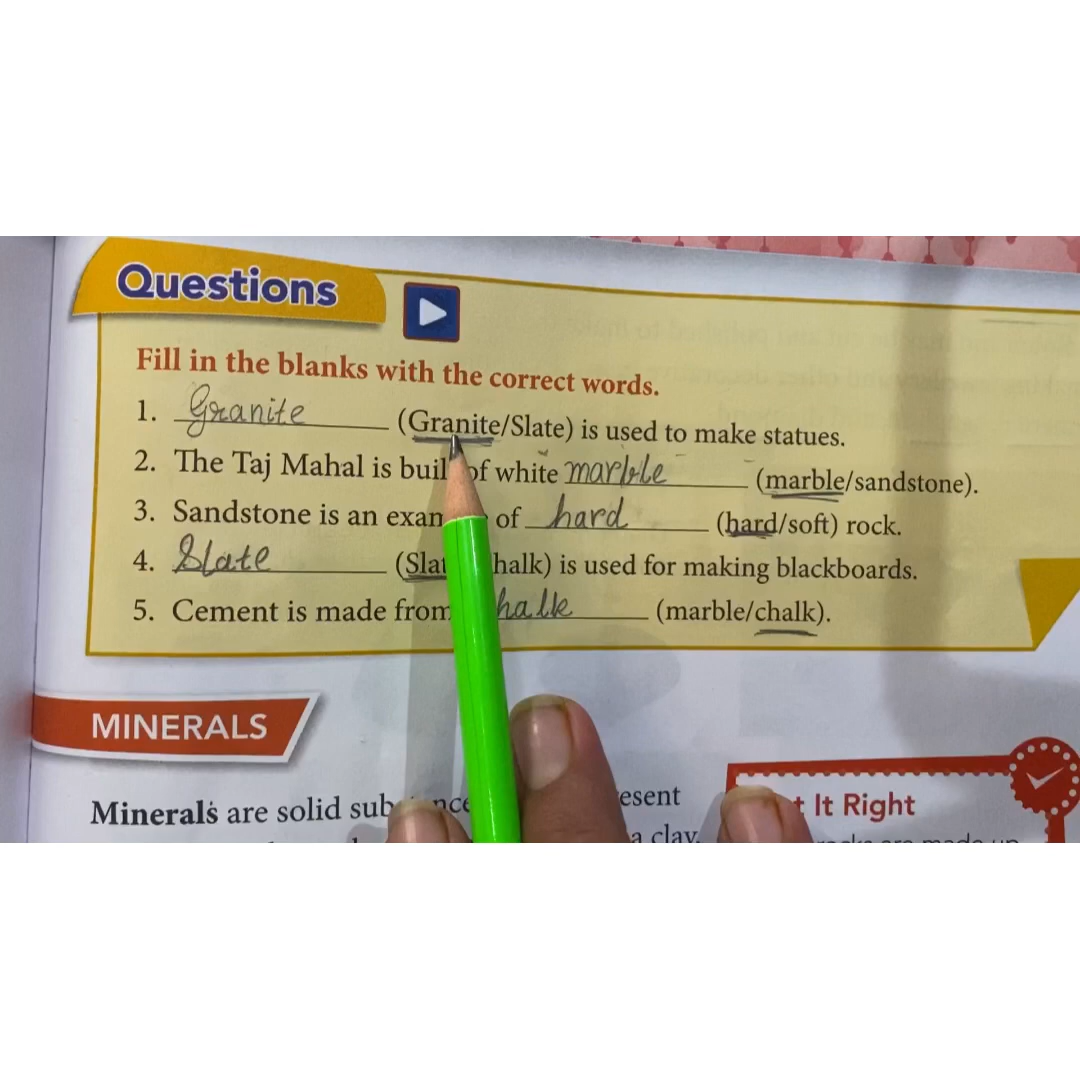 Questions
Fill in the blanks with the correct words.
1. Granite (Granite/Slate) is used to make statues.
2. The Taj Mahal is buil of white marble (marble/sandstone).
3. Sandstone is an exam of hard (hard/soft) rock.
4. Slate (Slat halk) is used for making blackboards.
5. Cement is made from halk (marble/chalk).
MINERALS
Minerals are solid sub nce esent
It Right
a clay,